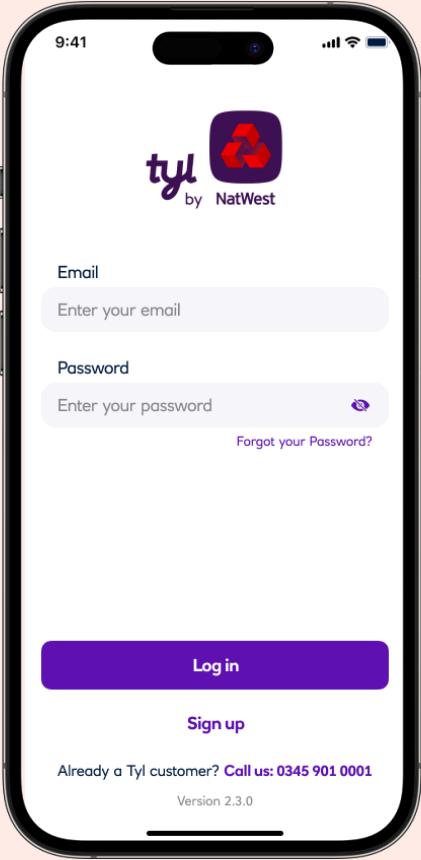 9:41
tyl
by NatWest
Email
Enter your email
Password
Enter your password
Forgot your Password?
Log in
Sign up
Already a Tyl customer? Call us: 0345 901 0001
Version 2.3.0